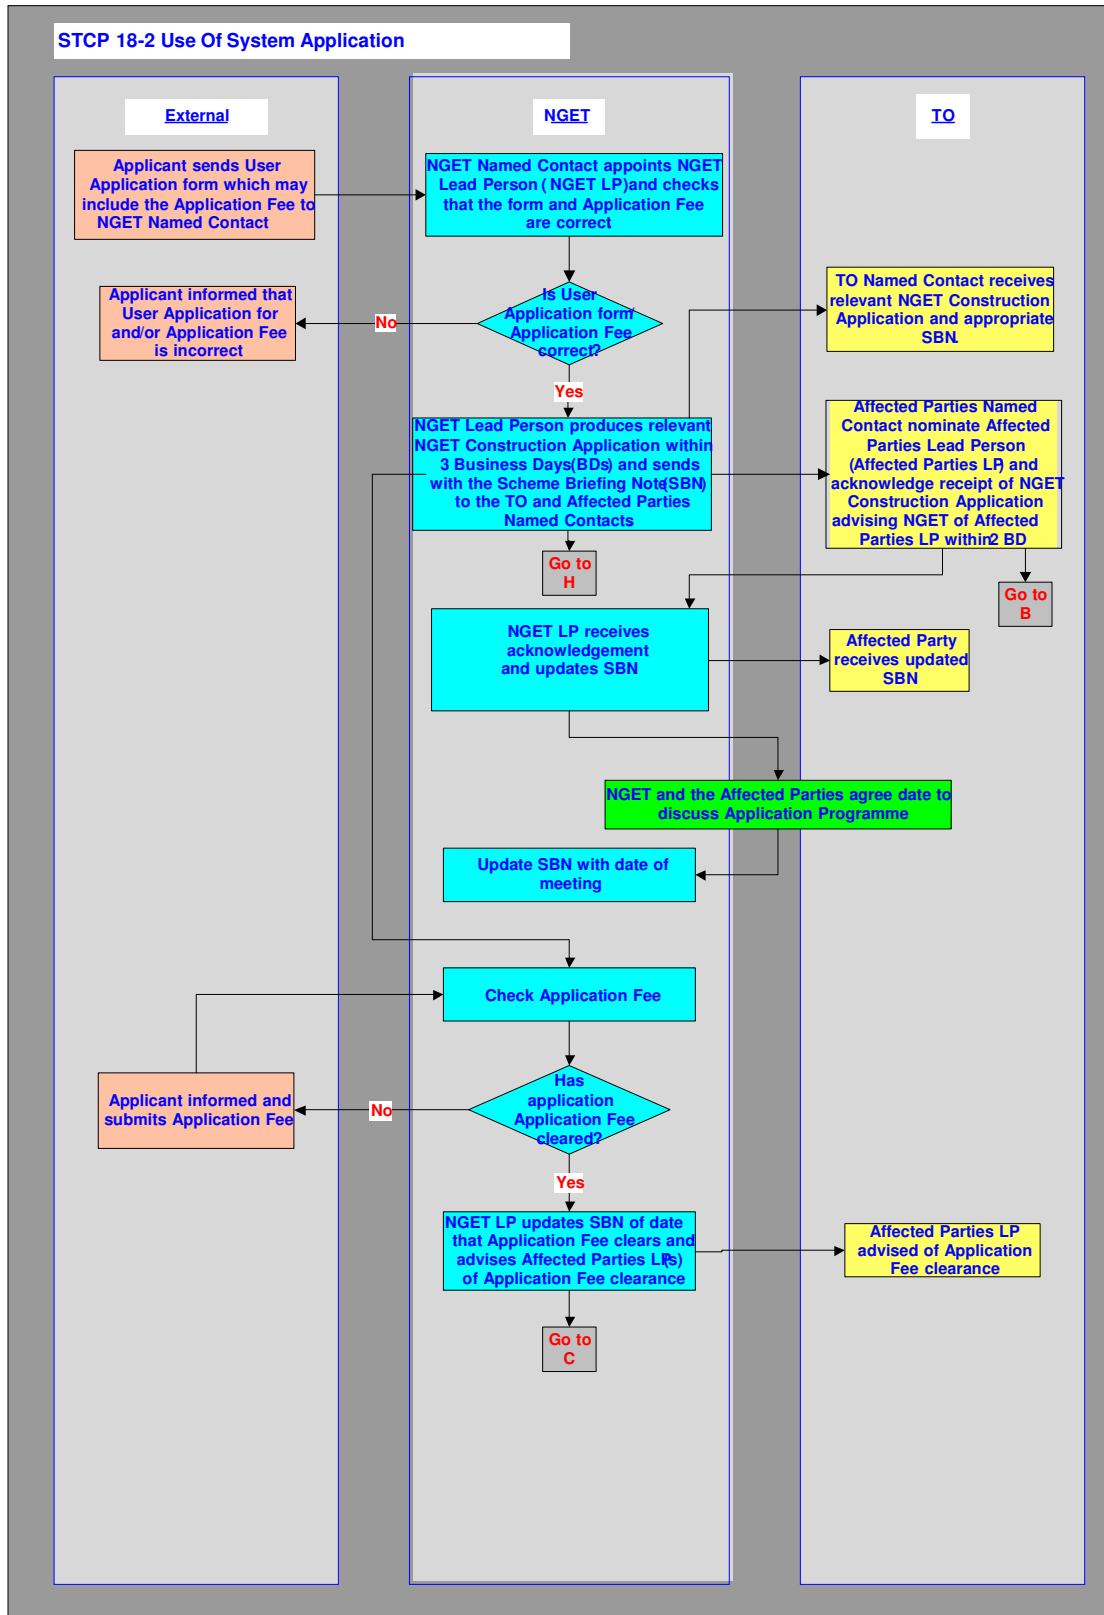 STCP 18-2 Use Of System Application
External
NGET
TO
Applicant sends User
Application form which may
include the Application Fee to
NGET Named Contact
NGET Named Contact appoints NGET
Lead Person ( NGET LP)and checks
that the form and Application Fee
are correct
Applicant informed that
User Application for
and/or Application Fee
is incorrect
No
Is User
Application form/
Application Fee
correct?
TO Named Contact receives
relevant NGET Construction
Application and appropriate
SBN.
Yes
NGET Lead Person produces relevant
NGET Construction Application within
3 Business Days(BDs) and sends
with the Scheme Briefing Note(SBN)
to the TO and Affected Parties
Named Contacts
Affected Parties Named
Contact nominate Affected
Parties Lead Person
(Affected Parties LP) and
acknowledge receipt of NGET
Construction Application
advising NGET of Affected
Parties LP within2 BD
Go to
H
Go to
B
NGET LP receives
acknowledgement
and updates SBN
Affected Party
receives updated
SBN
NGET and the Affected Parties agree date to
discuss Application Programme
Update SBN with date of
meeting
Check Application Fee
Applicant informed and
submits Application Fee
No
Has
application
Application Fee
cleared?
Yes
NGET LP updates SBN of date
that Application Fee clears and
advises Affected Parties LP(s)
of Application Fee clearance
Affected Parties LP
advised of Application
Fee clearance
Go to
C